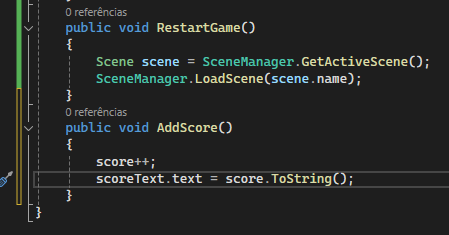 0 referências
public void RestartGame()
{
Scene scene = SceneManager.GetActiveScene();
SceneManager.LoadScene(scene.name);
}
0 referências
public void AddScore()
{
score++;
scoreText.text = score.ToString();
}
}